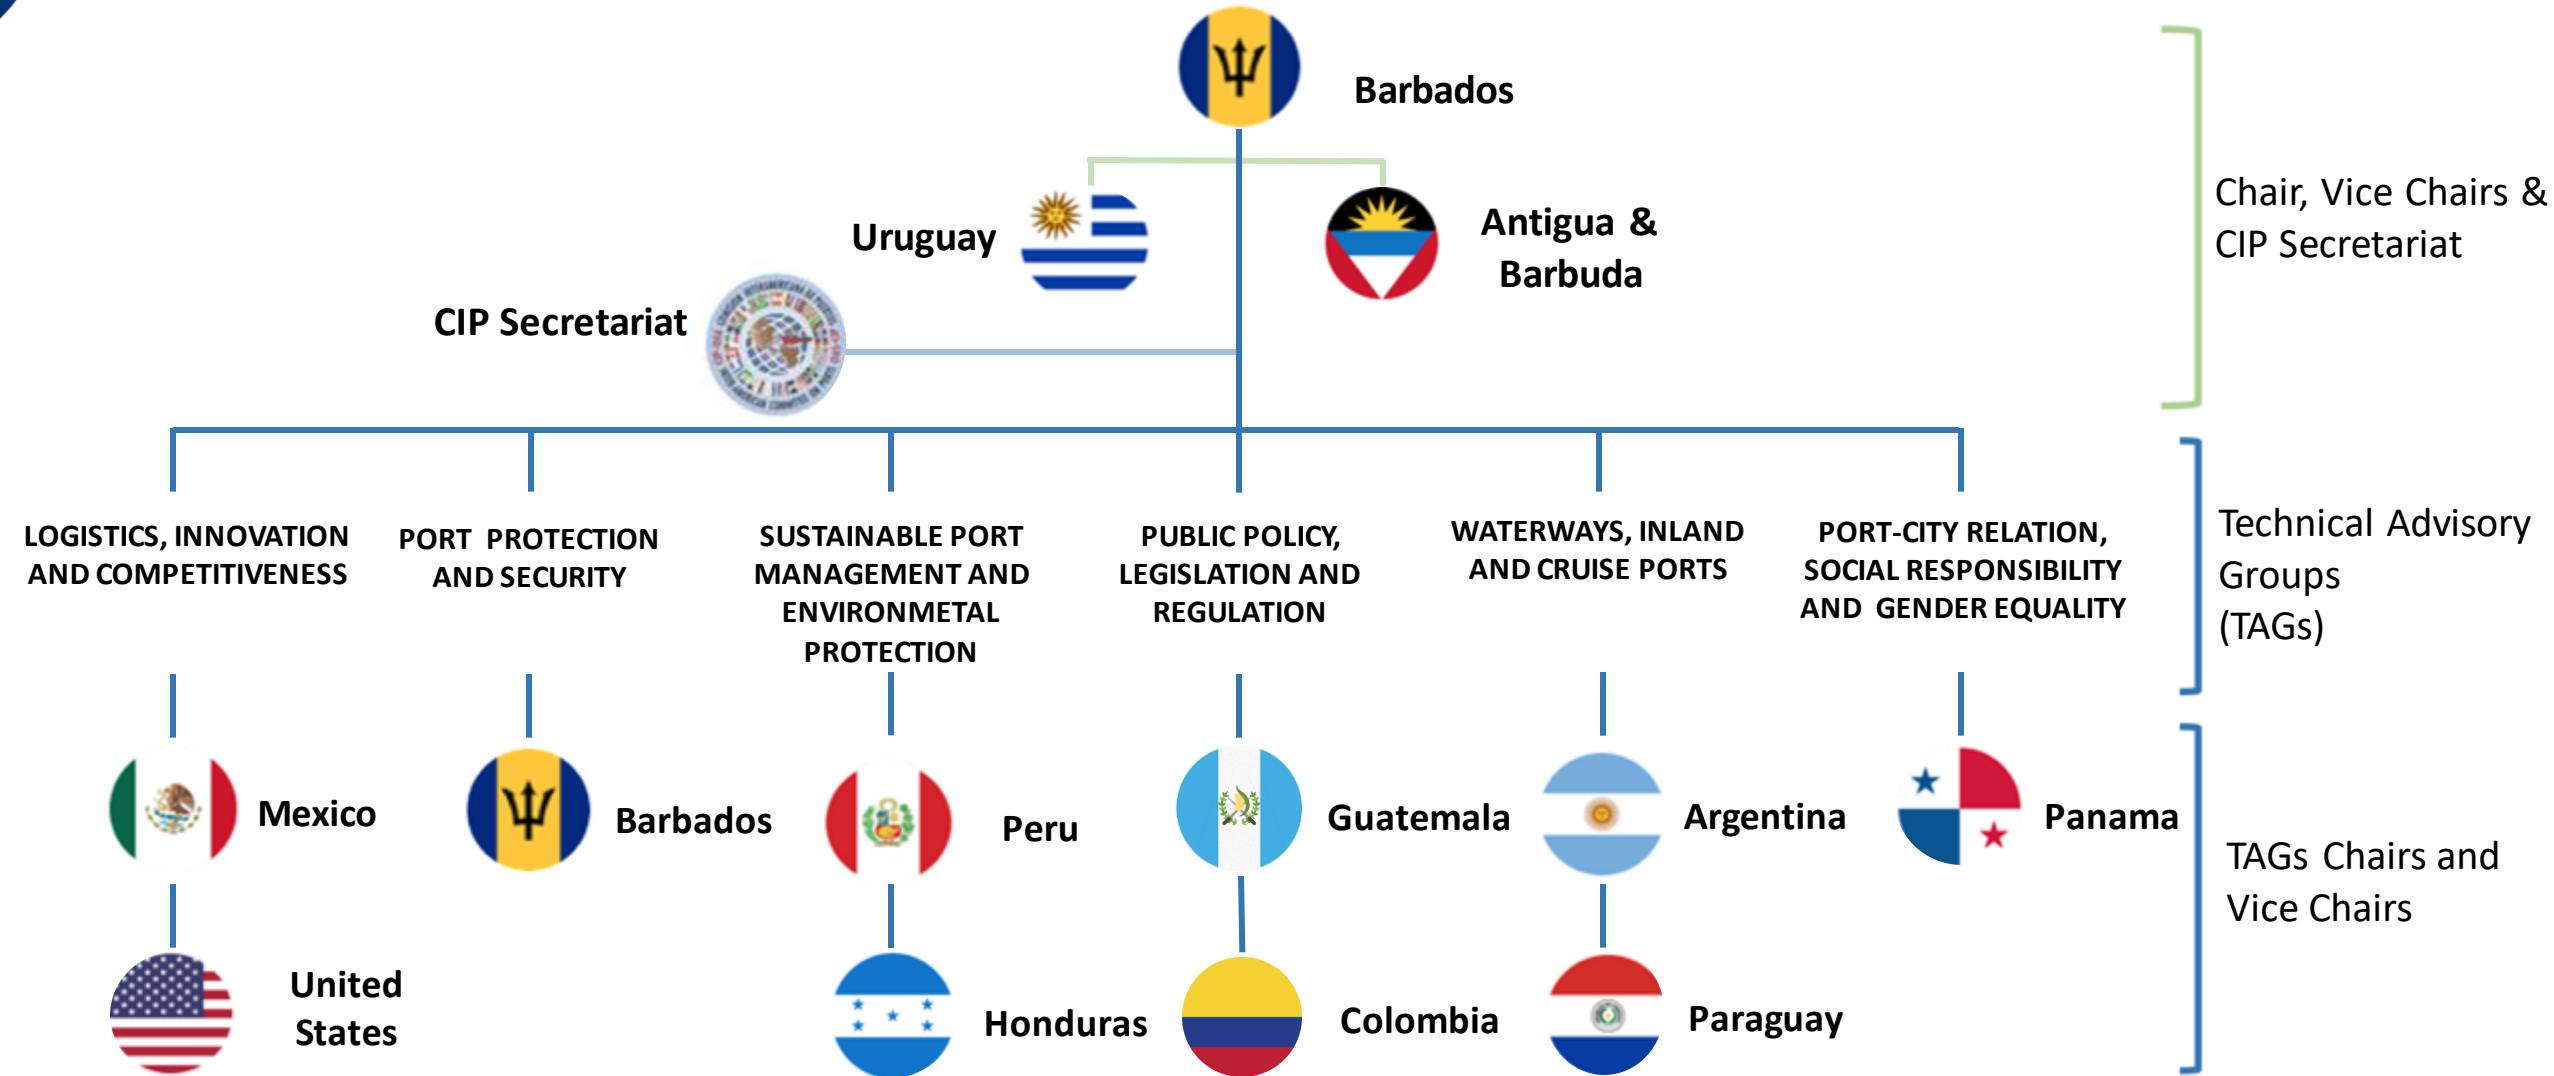 Barbados
Uruguay
Antigua &
Barbuda
CIP Secretariat
Chair, Vice Chairs &
CIP Secretariat
LOGISTICS, INNOVATION
AND COMPETITIVENESS
PORT PROTECTION
AND SECURITY
SUSTAINABLE PORT
MANAGEMENT AND
ENVIRONMETAL
PROTECTION
PUBLIC POLICY,
LEGISLATION AND
REGULATION
WATERWAYS, INLAND
AND CRUISE PORTS
PORT-CITY RELATION,
SOCIAL RESPONSIBILITY
AND GENDER EQUALITY
Technical Advisory
Groups
(TAGs)
Mexico
Barbados
Peru
Guatemala
Argentina
Panama
TAGs Chairs and
Vice Chairs
United
States
Honduras
Colombia
Paraguay